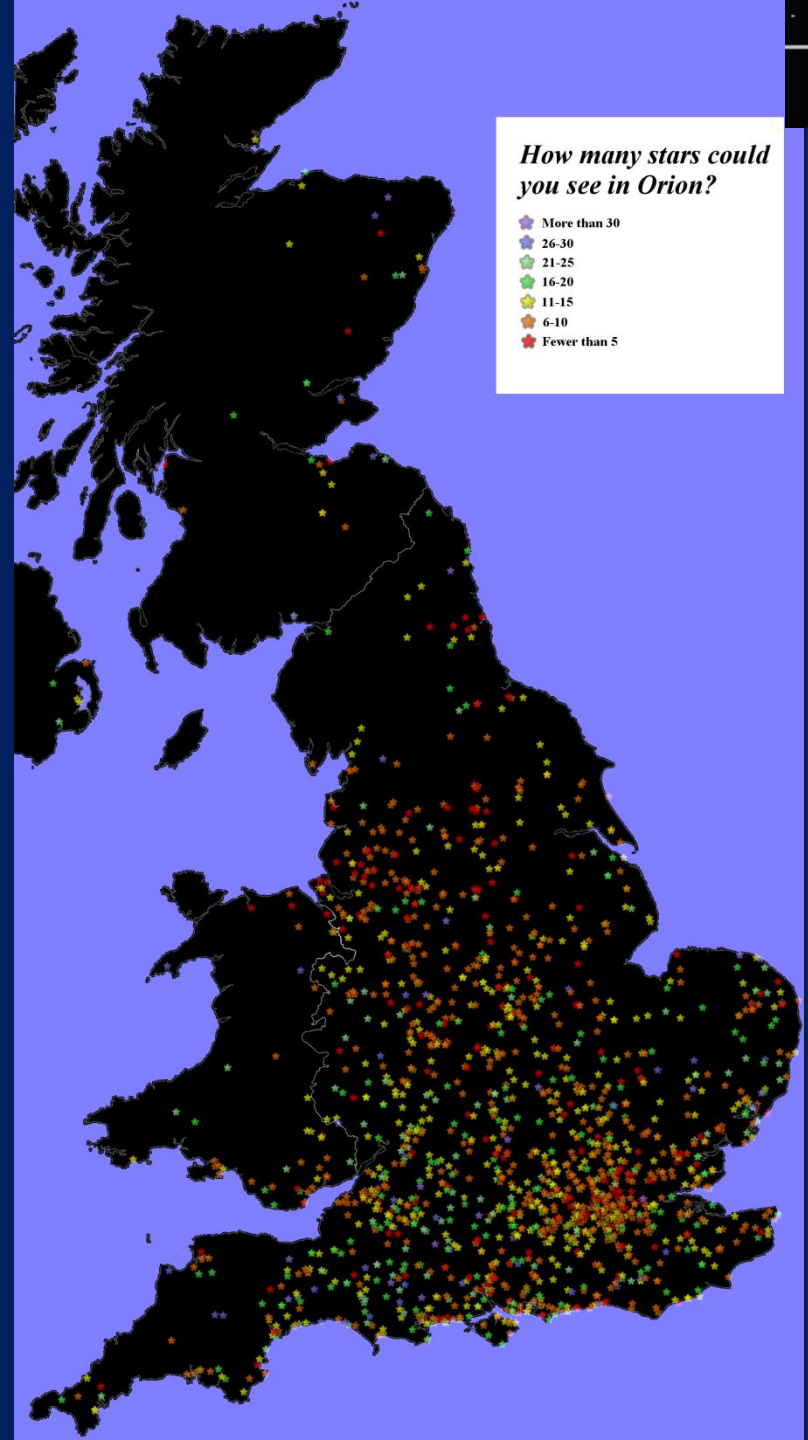 How many stars could
you see in Orion?
More than 30
26-30
21-25
16-20
11-15
6-10
Fewer than 5